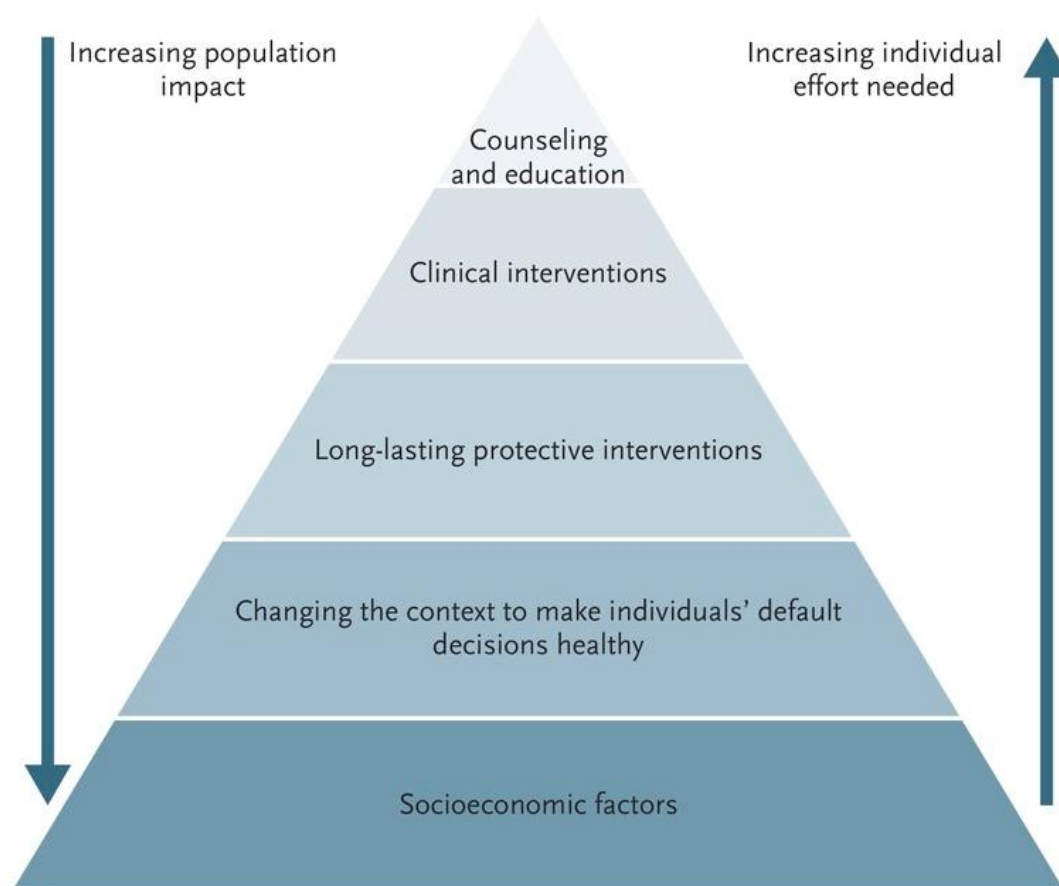 Increasing population
impact
Increasing individual
effort needed
Counseling
and education
Clinical interventions
Long-lasting protective interventions
Changing the context to make individuals’ default
decisions healthy
Socioeconomic factors